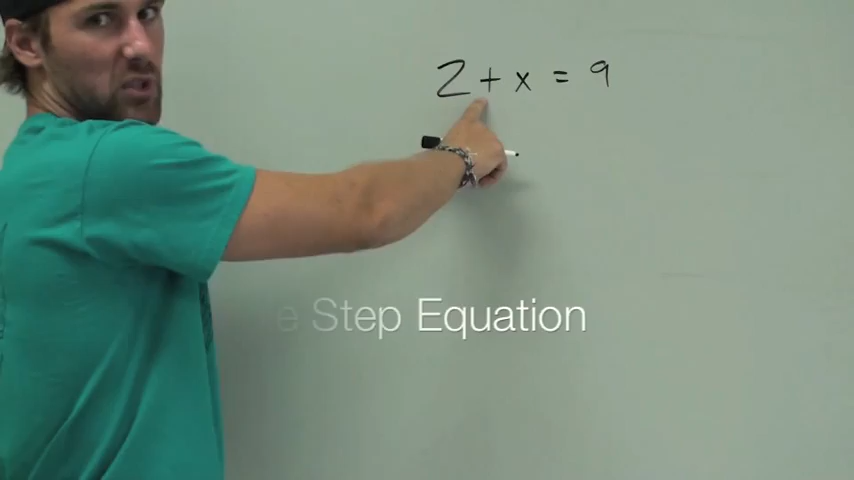 2 + x = 9
e Step Equation